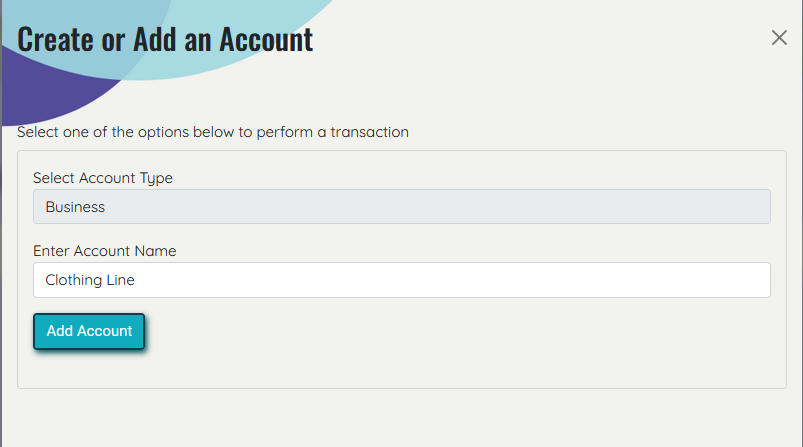 Create or Add an Account
Select one of the options below to perform a transaction
Select Account Type
Business
Enter Account Name
Clothing Line
Add Account